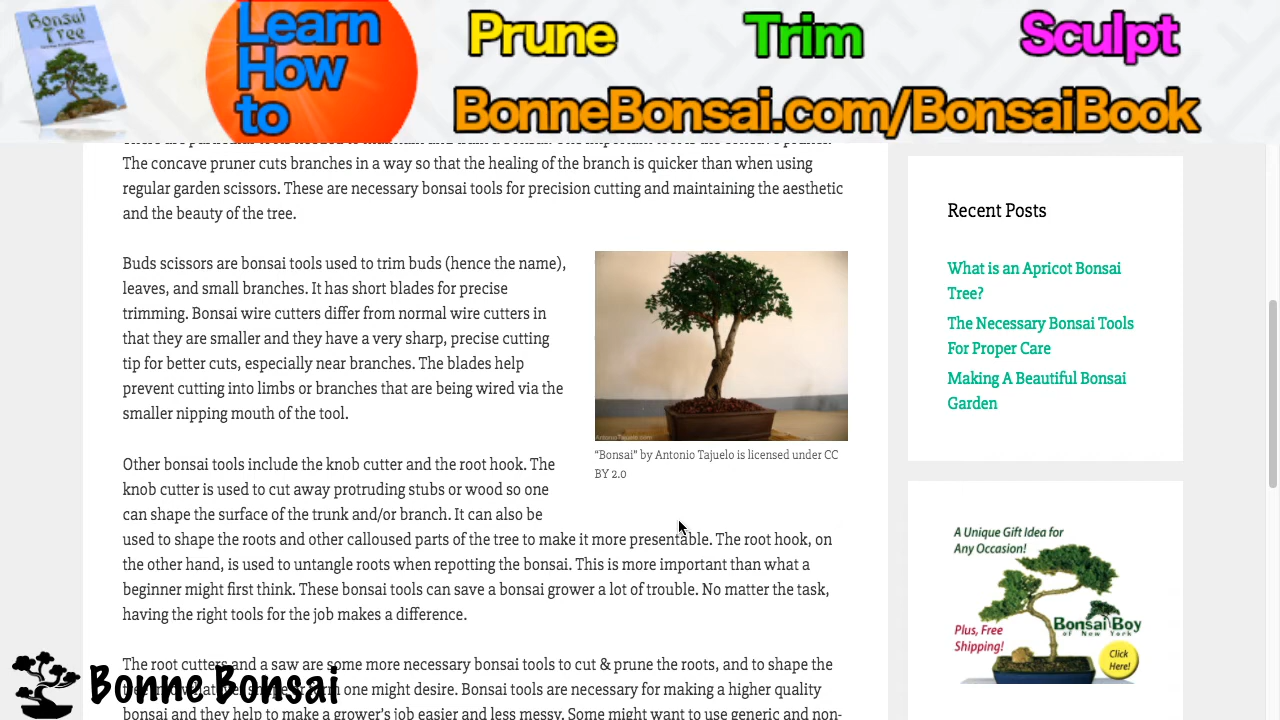 Bonsai
Tree
Learn
How
to
Prune Trim Sculpt
BonneBonsai.com/BonsaiBook
The concave pruner cuts branches in a way so that the healing of the branch is quicker than when using
regular garden scissors. These are necessary bonsai tools for precision cutting and maintaining the aesthetic
and the beauty of the tree.
Buds scissors are bonsai tools used to trim buds (hence the name),
leaves, and small branches. It has short blades for precise
trimming. Bonsai wire cutters differ from normal wire cutters in
that they are smaller and they have a very sharp, precise cutting
tip for better cuts, especially near branches. The blades help
prevent cutting into limbs or branches that are being wired via the
smaller nipping mouth of the tool.
AntonioTajuelo.com
"Bonsai" by Antonio Tajuelo is licensed under CC
BY 2.0
Other bonsai tools include the knob cutter and the root hook. The
knob cutter is used to cut away protruding stubs or wood so one
can shape the surface of the trunk and/or branch. It can also be
used to shape the roots and other calloused parts of the tree to make it more presentable. The root hook, on
the other hand, is used to untangle roots when repotting the bonsai. This is more important than what a
beginner might first think. These bonsai tools can save a bonsai grower a lot of trouble. No matter the task,
having the right tools for the job makes a difference.
The root cutters and a saw are some more necessary bonsai tools to cut & prune the roots, and to shape the
one might desire. Bonsai tools are necessary for making a higher quality
bonsai and they help to make a grower's job easier and less messy. Some might want to use generic and non-
Bonne Bonsai
Recent Posts
What is an Apricot Bonsai
Tree?
The Necessary Bonsai Tools
For Proper Care
Making A Beautiful Bonsai
Garden
A Unique Gift Idea for
Any Occasion!
Bonsai Boy
of New York
Plus, Free
Shipping!
Click
Here!